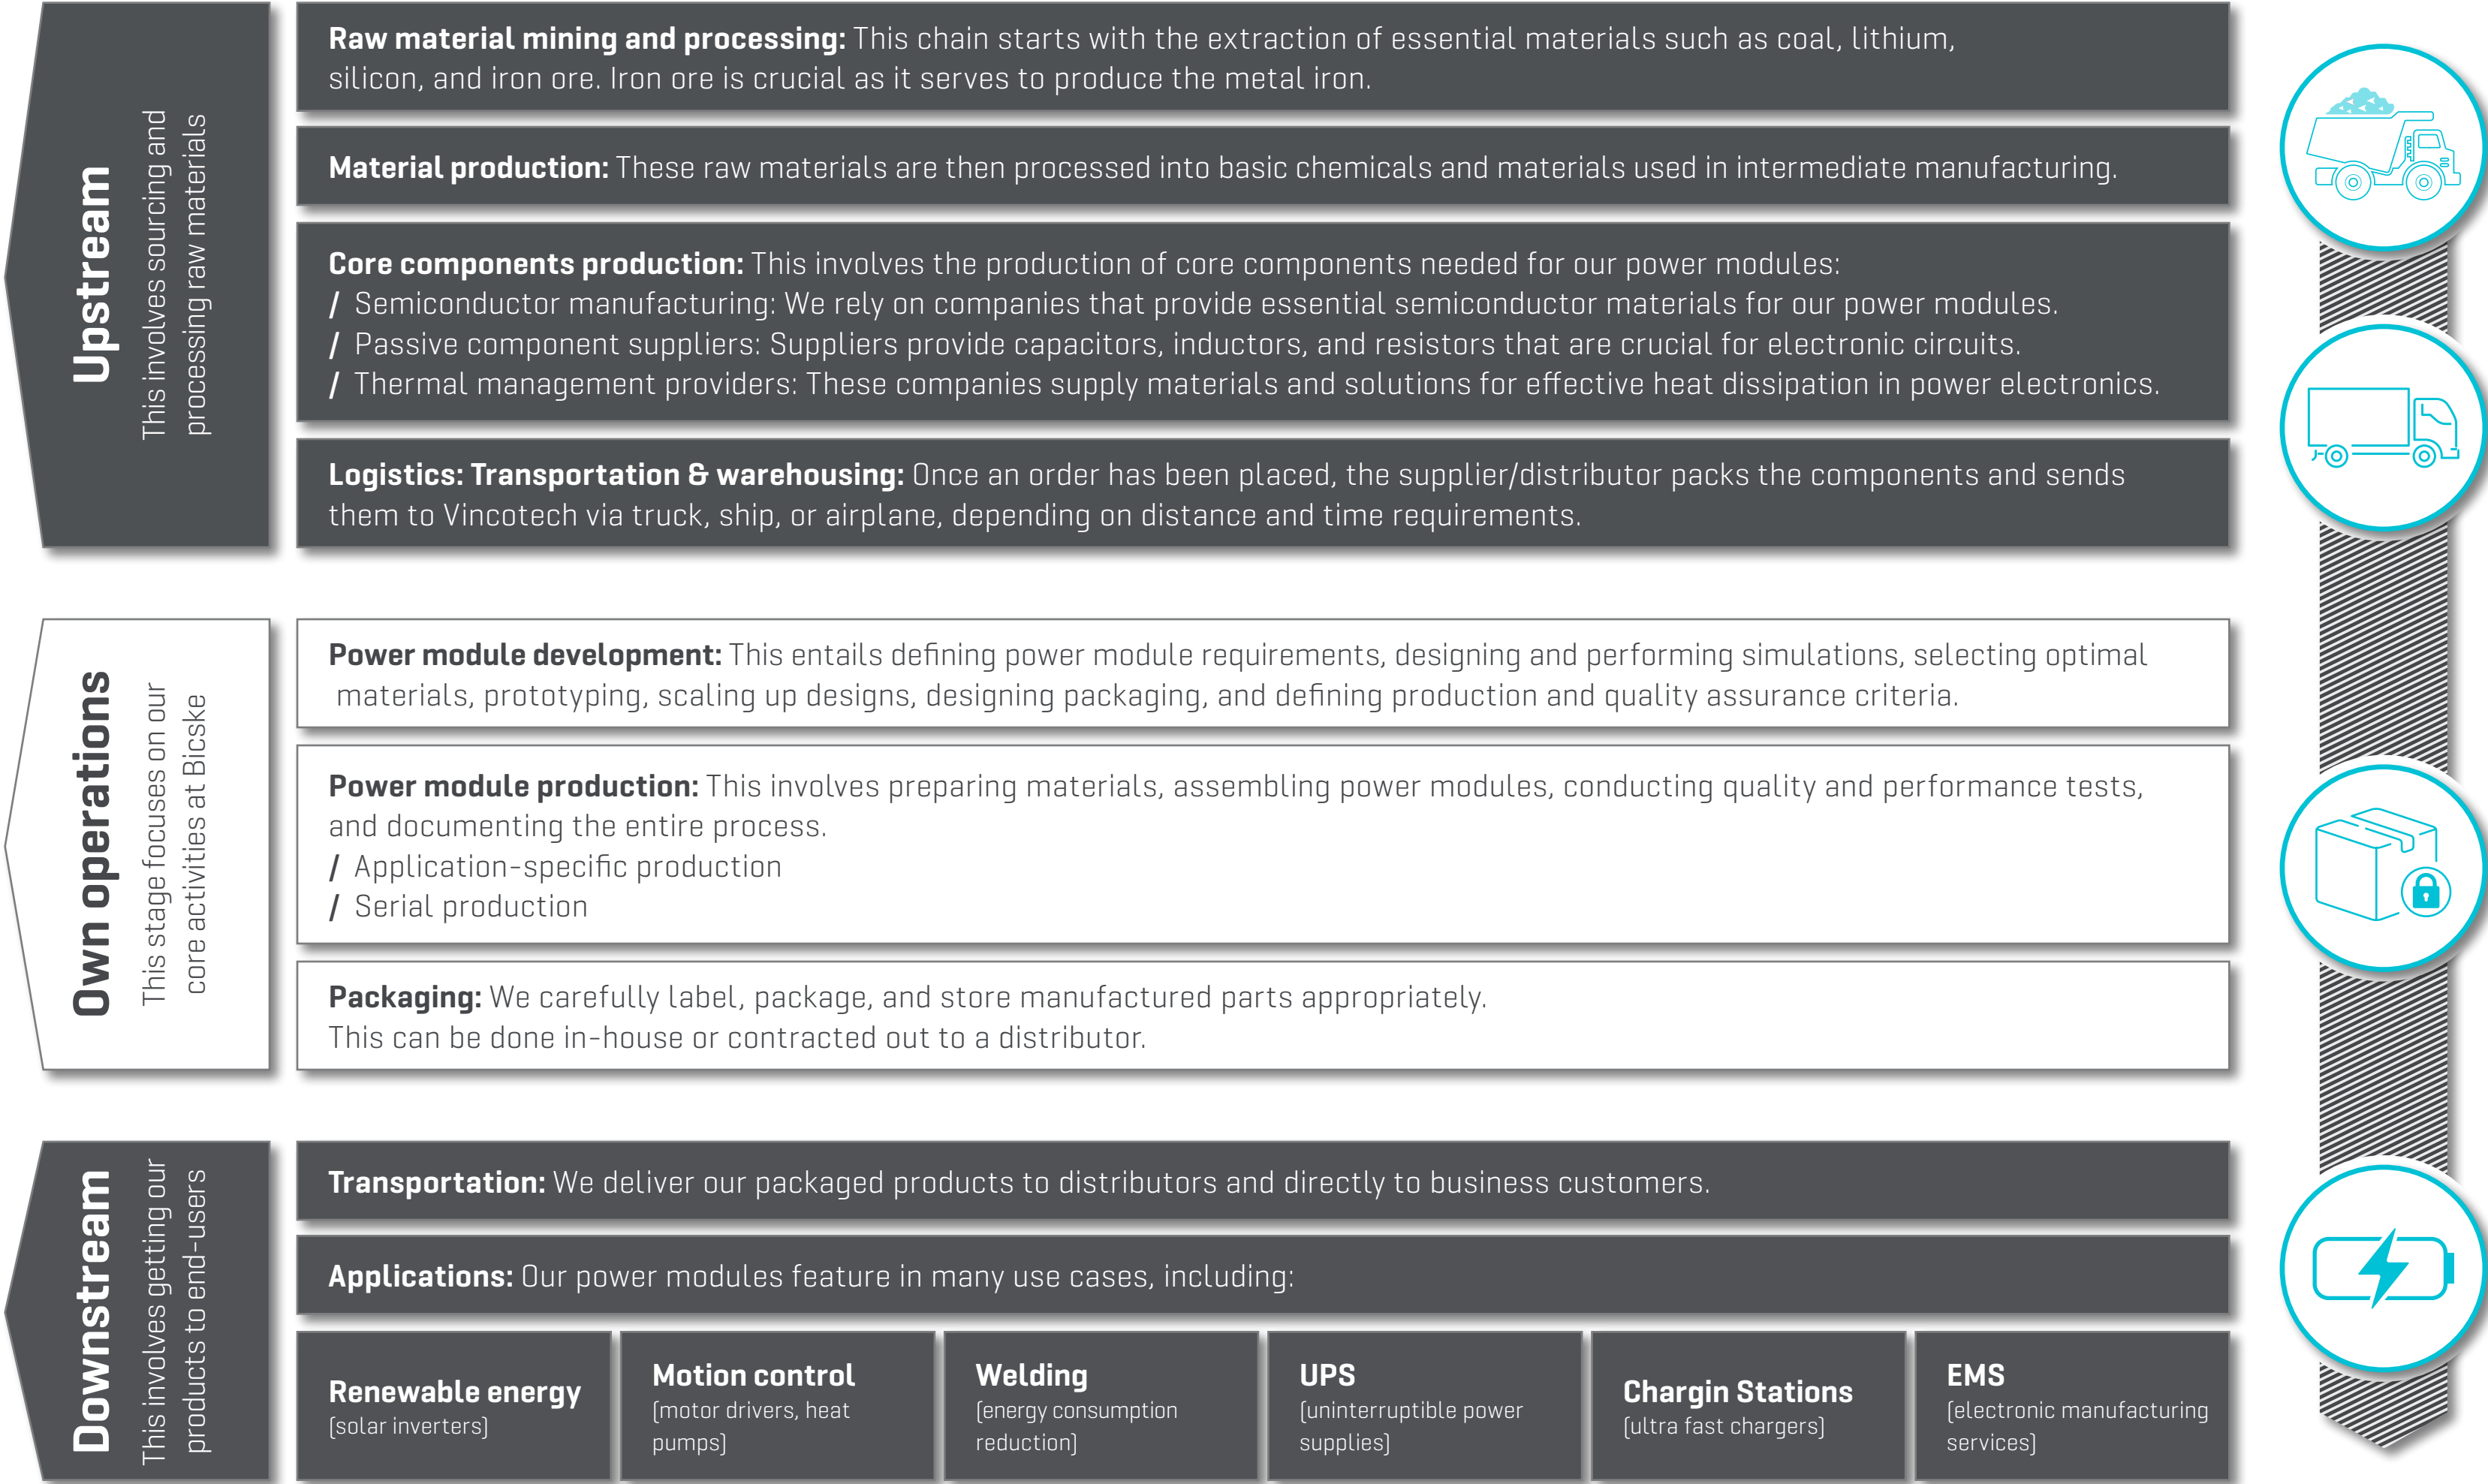 Upstream
This involves sourcing and
processing raw materials
Raw material mining and processing: This chain starts with the extraction of essential materials such as coal, lithium,
silicon, and iron ore. Iron ore is crucial as it serves to produce the metal iron.
Material production: These raw materials are then processed into basic chemicals and materials used in intermediate manufacturing.
Core components production: This involves the production of core components needed for our power modules:
/ Semiconductor manufacturing: We rely on companies that provide essential semiconductor materials for our power modules.
/ Passive component suppliers: Suppliers provide capacitors, inductors, and resistors that are crucial for electronic circuits.
/ Thermal management providers: These companies supply materials and solutions for effective heat dissipation in power electronics.
Logistics: Transportation & warehousing: Once an order has been placed, the supplier/distributor packs the components and sends
them to Vincotech via truck, ship, or airplane, depending on distance and time requirements.
Own operations
This stage focuses on our
core activities at Bicske
Power module development: This entails defining power module requirements, designing and performing simulations, selecting optimal
materials, prototyping, scaling up designs, designing packaging, and defining production and quality assurance criteria.
Power module production: This involves preparing materials, assembling power modules, conducting quality and performance tests,
and documenting the entire process.
/ Application-specific production
/ Serial production
Packaging: We carefully label, package, and store manufactured parts appropriately.
This can be done in-house or contracted out to a distributor.
Downstream
This involves getting our
products to end-users
Transportation: We deliver our packaged products to distributors and directly to business customers.
Applications: Our power modules feature in many use cases, including:
Renewable energy
(solar inverters)
Motion control
(motor drivers, heat
pumps)
Welding
(energy consumption
reduction)
UPS
(uninterruptible power
supplies)
Chargin Stations
(ultra fast chargers)
EMS
(electronic manufacturing
services)